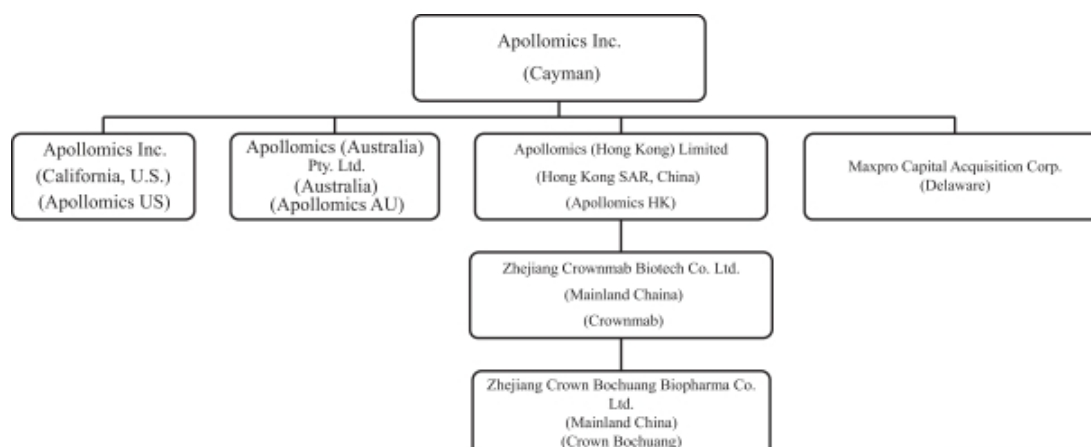 Apollomics Inc.
(Cayman)
Apollomics Inc.
(California, U.S.)
(Apollomics US)
Apollomics (Australia)
Pty. Ltd.
(Australia)
(Apollomics AU)
Apollomics (Hong Kong) Limited
(Hong Kong SAR, China)
(Apollomics HK)
Maxpro Capital Acquisition Corp.
(Delaware)
Zhejiang Crownmab Biotech Co. Ltd.
(Mainland Chaina)
(Crownmab)
Zhejiang Crown Bochuang Biopharma Co.
Ltd.
(Mainland China)
(Crown Bochuang)